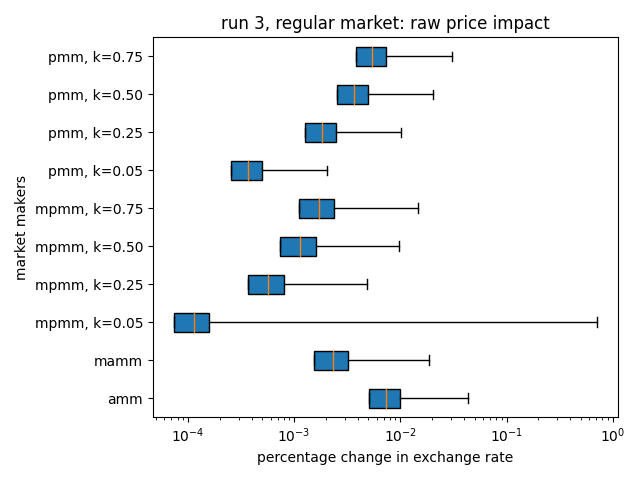 run 3, regular market: raw price impact
pmm, k=0.75
pmm, k=0.50
pmm, k=0.25
pmm, k=0.05
mpmm, k=0.75
mpmm, k=0.50
mpmm, k=0.25
mpmm, k=0.05
mamm
amm
market makers
10⁻⁴ 10⁻³ 10⁻² 10⁻¹ 10⁰
percentage change in exchange rate